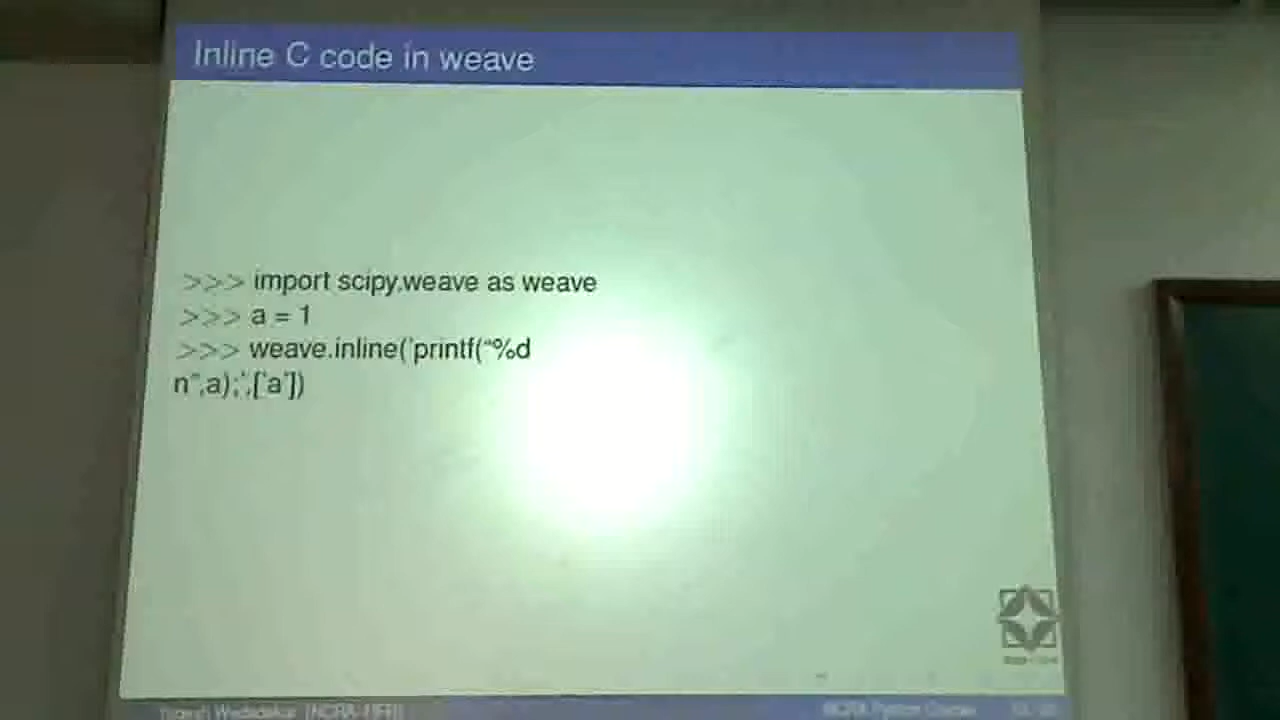 Inline C code in weave
>>> import scipy.weave as weave
>>> a = 1
>>> weave.inline('printf("%d
n",a);',['a'])